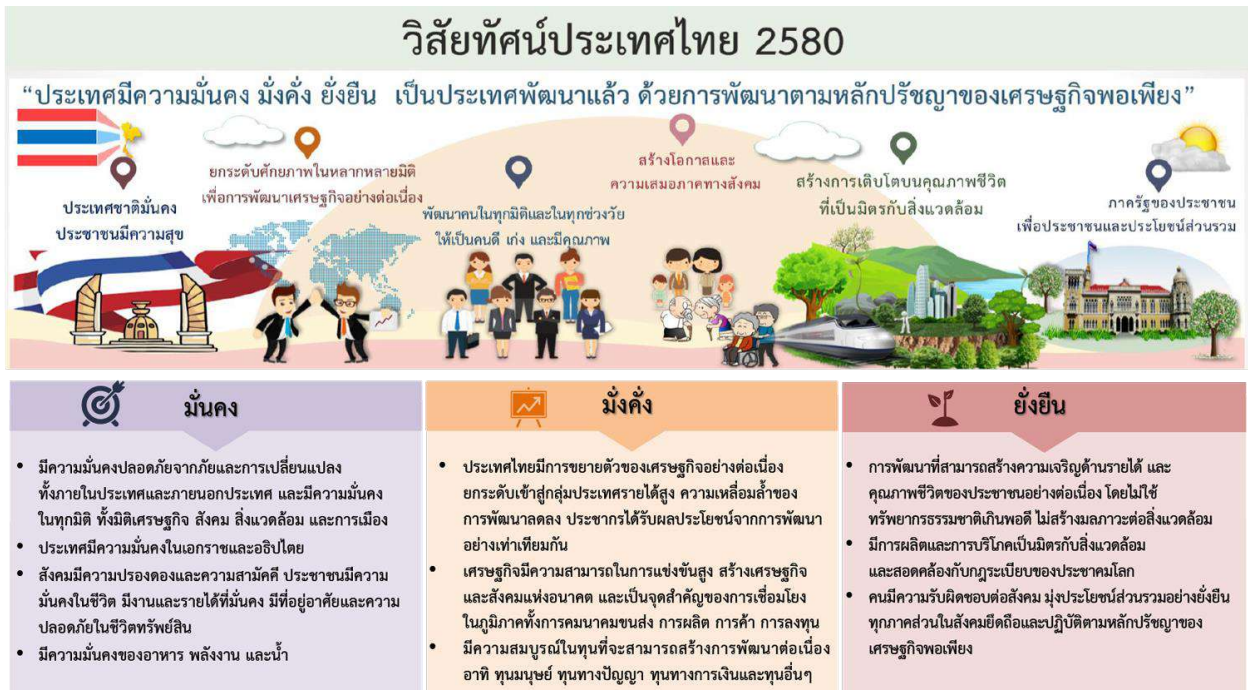 วิสัยทัศน์ประเทศไทย 2580
“ประเทศมีความมั่นคง มั่งคั่ง ยั่งยืน เป็นประเทศพัฒนาแล้ว ด้วยการพัฒนาตามหลักปรัชญาของเศรษฐกิจพอเพียง”
ประเทศชาติมั่นคง
ประชาชนมีความสุข
ยกระดับศักยภาพในหลากหลายมิติ
เพื่อการพัฒนาเศรษฐกิจอย่างต่อเนื่อง
พัฒนาคนในทุกมิติและในทุกช่วงวัย
ให้เป็นคนดี เก่ง และมีคุณภาพ
สร้างโอกาสและ
ความเสมอภาคทางสังคม
สร้างการเติบโตบนคุณภาพชีวิต
ที่เป็นมิตรกับสิ่งแวดล้อม
ภาครัฐของประชาชน
เพื่อประชาชนและประโยชน์ส่วนรวม
มั่นคง
• มีความมั่นคงปลอดภัยจากภัยและการเปลี่ยนแปลง
ทั้งภายในประเทศและภายนอกประเทศ และมีความมั่นคง
ในทุกมิติ ทั้งมิติเศรษฐกิจ สังคม สิ่งแวดล้อม และการเมือง
• ประเทศมีความมั่นคงในเอกราชและอธิปไตย
• สังคมมีความปรองดองและความสามัคคี ประชาชนมีความ
มั่นคงในชีวิต มีงานและรายได้ที่มั่นคง มีที่อยู่อาศัยและความ
ปลอดภัยในชีวิตทรัพย์สิน
• มีความมั่นคงของอาหาร พลังงาน และน้ำ
มั่งคั่ง
• ประเทศไทยมีการขยายตัวของเศรษฐกิจอย่างต่อเนื่อง
ยกระดับเข้าสู่กลุ่มประเทศรายได้สูง ความเหลื่อมล้ำของ
การพัฒนาลดลง ประชากรได้รับผลประโยชน์จากการพัฒนา
อย่างเท่าเทียมกัน
• เศรษฐกิจมีความสามารถในการแข่งขันสูง สร้างเศรษฐกิจ
และสังคมแห่งอนาคต และเป็นจุดสำคัญของการเชื่อมโยง
ในภูมิภาคทั้งการคมนาคมขนส่ง การผลิต การค้า การลงทุน
• มีความสมบูรณ์ในทุนที่จะสามารถสร้างการพัฒนาต่อเนื่อง
อาทิ ทุนมนุษย์ ทุนทางปัญญา ทุนทางการเงินและทุนอื่นๆ
ยั่งยืน
• การพัฒนาที่สามารถสร้างความเจริญด้านรายได้ และ
คุณภาพชีวิตของประชาชนอย่างต่อเนื่อง โดยไม่ใช้
ทรัพยากรธรรมชาติเกินพอดี ไม่สร้างมลภาวะต่อสิ่งแวดล้อม
• มีการผลิตและการบริโภคเป็นมิตรกับสิ่งแวดล้อม
และสอดคล้องกับกฎระเบียบของประชาคมโลก
• คนมีความรับผิดชอบต่อสังคม มุ่งประโยชน์ส่วนรวมอย่างยั่งยืน
ทุกภาคส่วนในสังคมยึดถือและปฏิบัติตามหลักปรัชญาของ
เศรษฐกิจพอเพียง